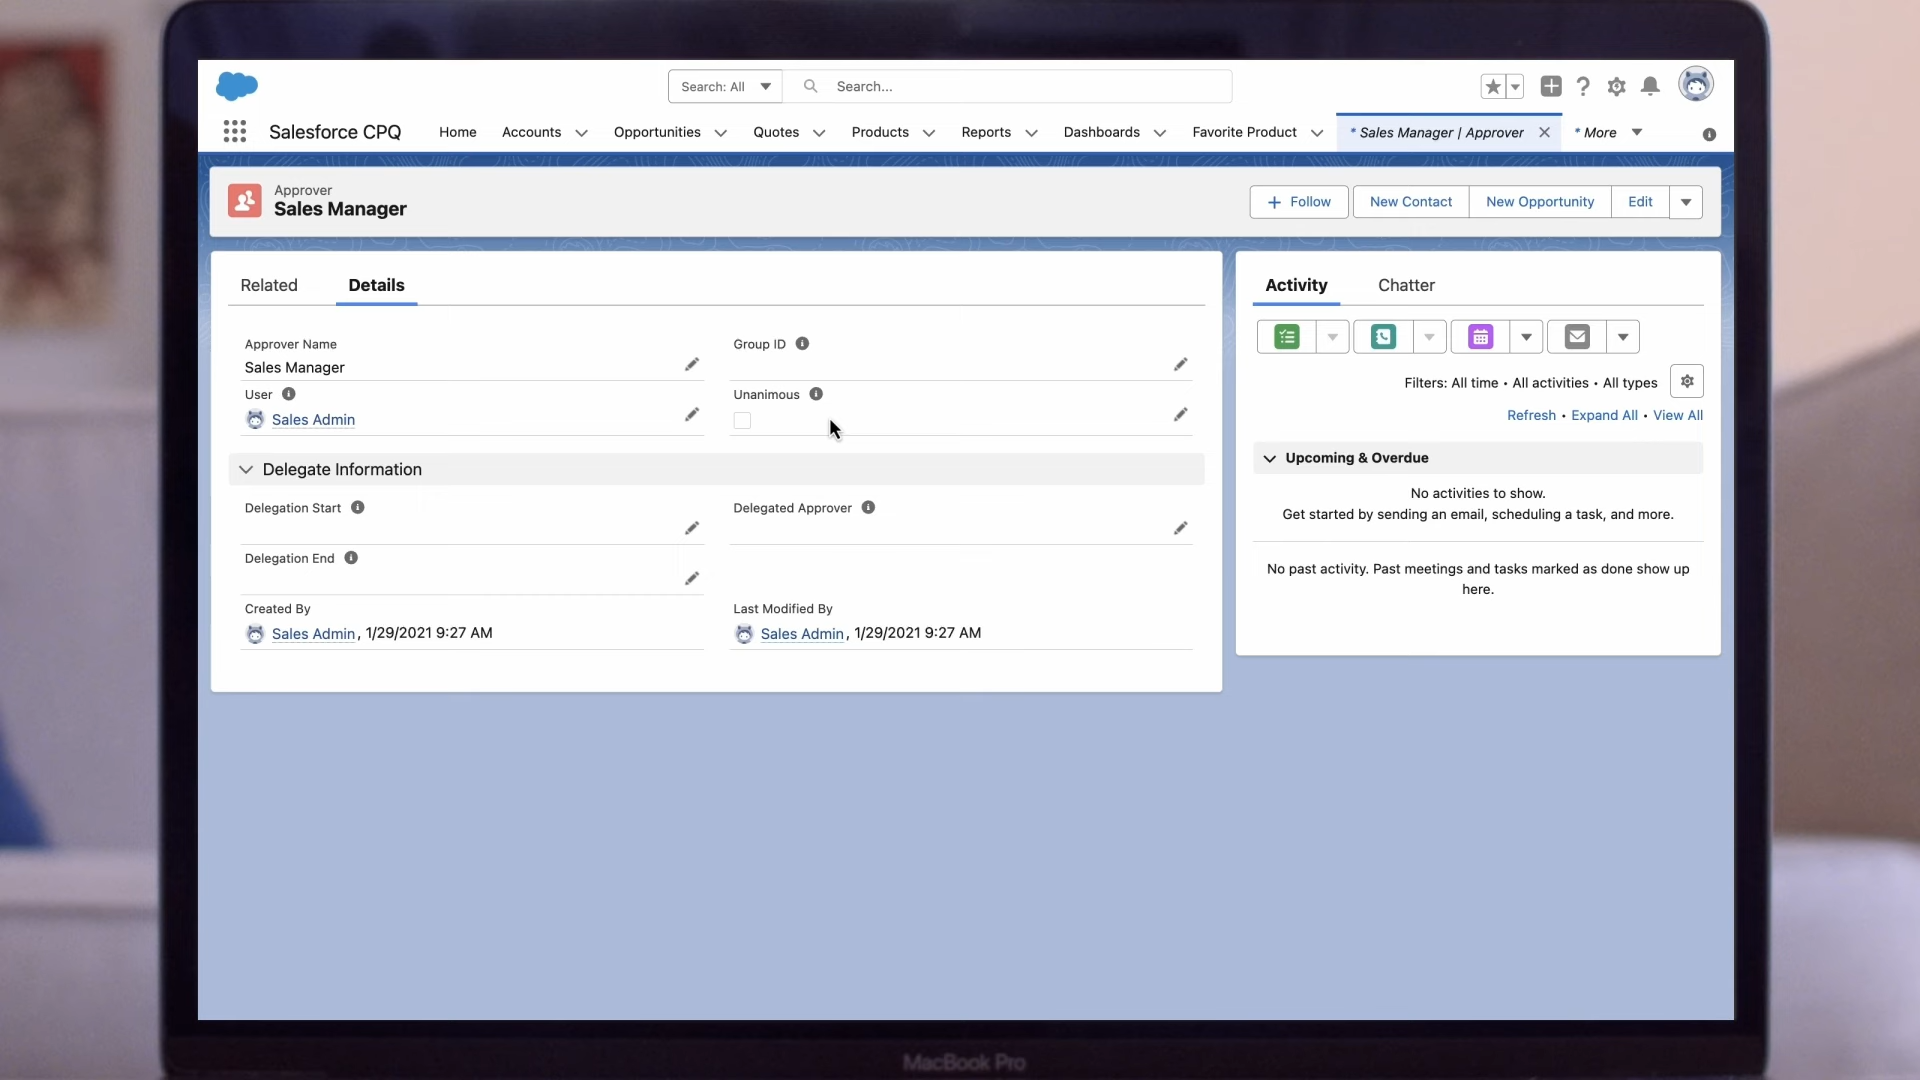 Search: All
Search...
Salesforce CPQ
Home
Accounts
Opportunities
Quotes
Products
Reports
Dashboards
Favorite Product
* Sales Manager | Approver
* More
Approver
Sales Manager
Follow
New Contact
New Opportunity
Edit
Related
Details
Approver Name
Sales Manager
Group ID
User
Sales Admin
Unanimous
Delegate Information
Delegation Start
Delegated Approver
Delegation End
Created By
Sales Admin, 1/29/2021 9:27 AM
Last Modified By
Sales Admin, 1/29/2021 9:27 AM
Activity
Chatter
Filters: All time • All activities • All types
Refresh • Expand All • View All
Upcoming & Overdue
No activities to show.
Get started by sending an email, scheduling a task, and more.
No past activity. Past meetings and tasks marked as done show up
here.
MacBook Pro